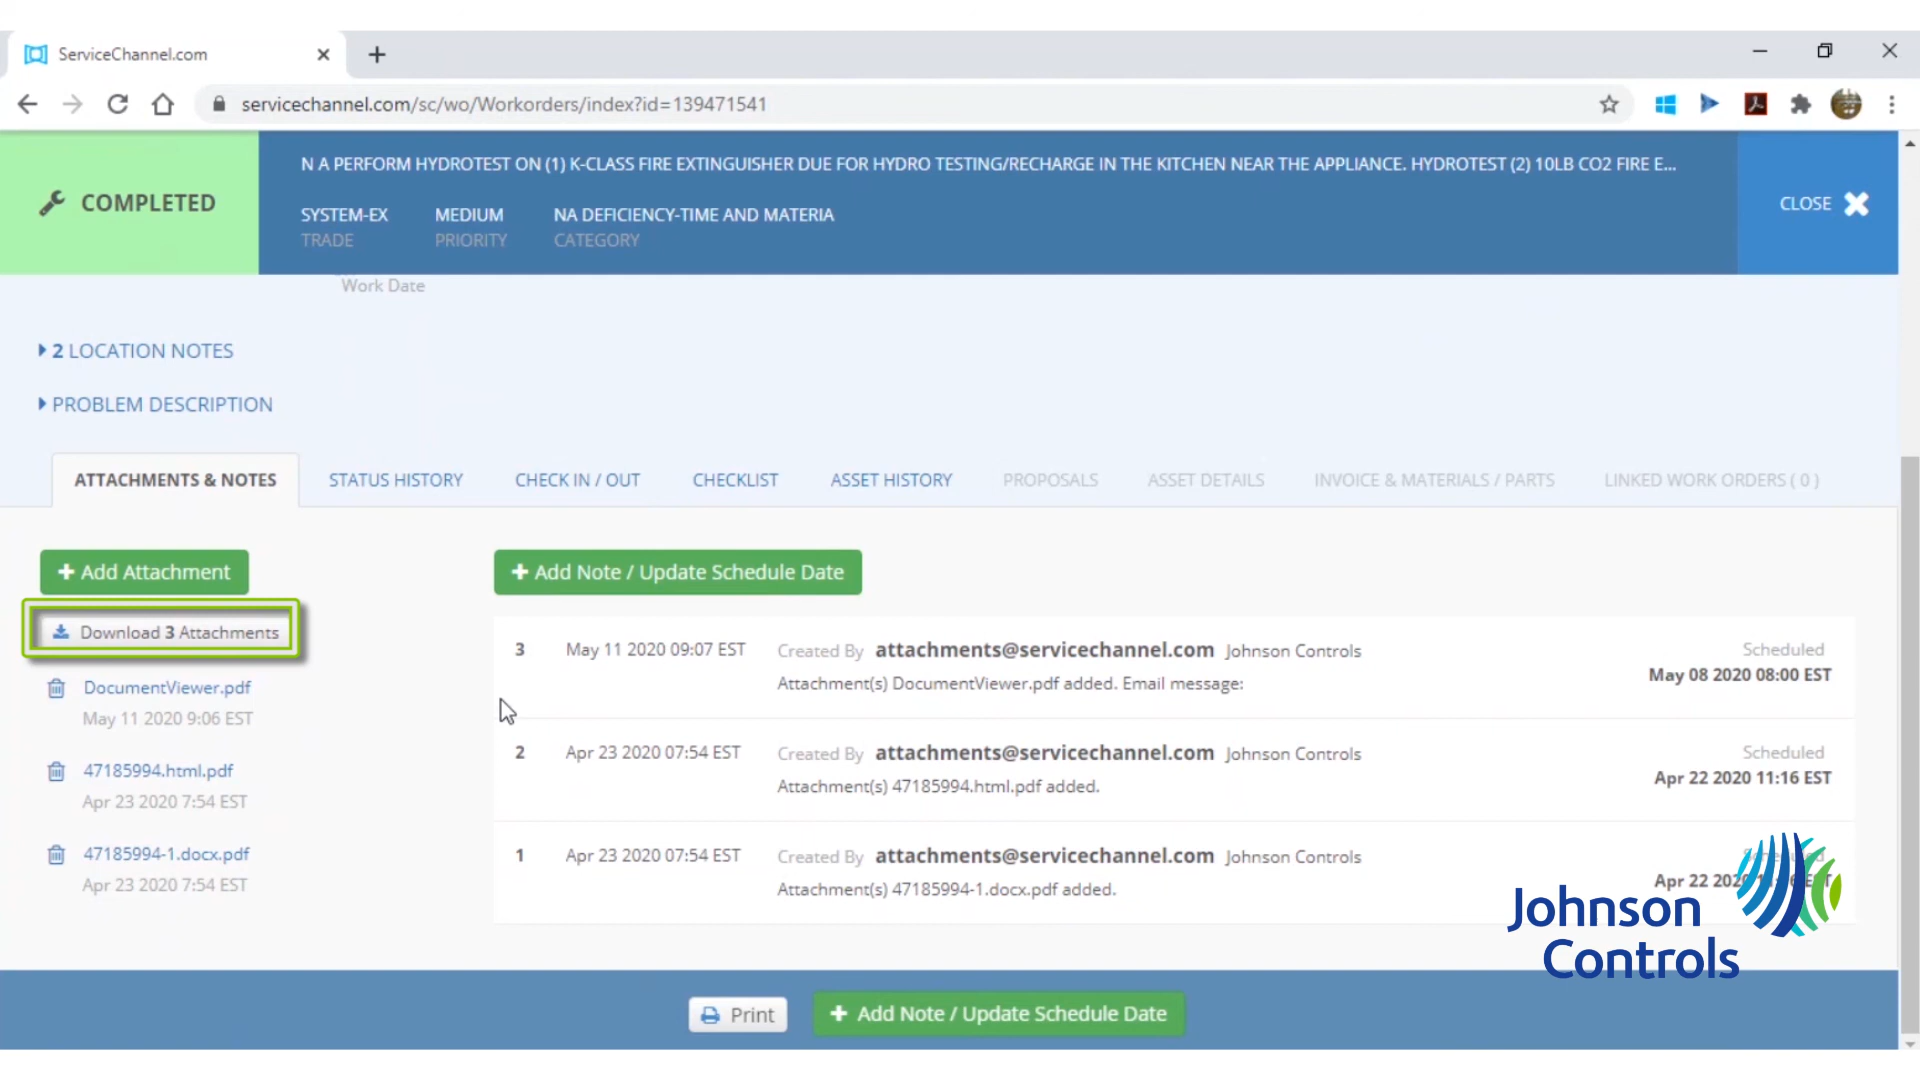 ServiceChannel.com
servicechannel.com/sc/wo/Workorders/index?id=139471541
COMPLETED
N A PERFORM HYDROTEST ON (1) K-CLASS FIRE EXTINGUISHER DUE FOR HYDRO TESTING/RECHARGE IN THE KITCHEN NEAR THE APPLIANCE. HYDROTEST (2) 10LB CO2 FIRE E...
SYSTEM-EX MEDIUM NA DEFICIENCY-TIME AND MATERIA
TRADE PRIORITY CATEGORY
CLOSE
Work Date
2 LOCATION NOTES
PROBLEM DESCRIPTION
ATTACHMENTS & NOTES STATUS HISTORY CHECK IN / OUT CHECKLIST ASSET HISTORY PROPOSALS ASSET DETAILS INVOICE & MATERIALS / PARTS LINKED WORK ORDERS ( 0 )
Add Attachment
Download 3 Attachments
DocumentViewer.pdf
May 11 2020 9:06 EST
47185994.html.pdf
Apr 23 2020 7:54 EST
47185994-1.docx.pdf
Apr 23 2020 7:54 EST
Add Note / Update Schedule Date
3 May 11 2020 09:07 EST Created By attachments@servicechannel.com Johnson Controls Scheduled
Attachment(s) DocumentViewer.pdf added. Email message: May 08 2020 08:00 EST
2 Apr 23 2020 07:54 EST Created By attachments@servicechannel.com Johnson Controls Scheduled
Attachment(s) 47185994.html.pdf added. Apr 22 2020 11:16 EST
1 Apr 23 2020 07:54 EST Created By attachments@servicechannel.com Johnson Controls
Attachment(s) 47185994-1.docx.pdf added. Apr 22
Johnson
Controls
Print Add Note / Update Schedule Date